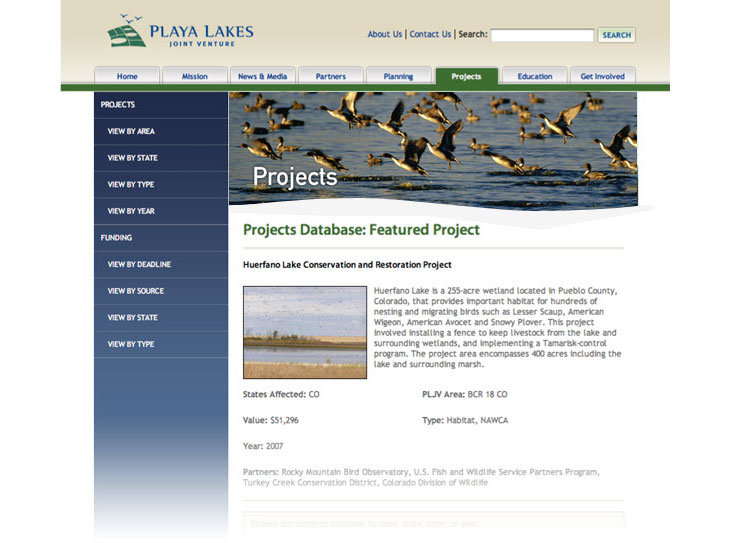 PLAYA LAKES
JOINT VENTURE
About Us | Contact Us | Search:
SEARCH
Home
Mission
News & Media
Partners
Planning
Projects
Education
Get Involved
PROJECTS
VIEW BY AREA
VIEW BY STATE
VIEW BY TYPE
VIEW BY YEAR
FUNDING
VIEW BY DEADLINE
VIEW BY SOURCE
VIEW BY STATE
VIEW BY TYPE
Projects
Projects Database: Featured Project
Huerfano Lake Conservation and Restoration Project
Huerfano Lake is a 255-acre wetland located in Pueblo County,
Colorado, that provides important habitat for hundreds of
nesting and migrating birds such as Lesser Scaup, American
Wigeon, American Avocet and Snowy Plover. This project
involved installing a fence to keep livestock from the lake and
surrounding wetlands, and implementing a Tamarisk-control
program. The project area encompasses 400 acres including the
lake and surrounding marsh.
States Affected: CO
PLJV Area: BCR 18 CO
Value: $51,296
Type: Habitat, NAWCA
Year: 2007
Partners: Rocky Mountain Bird Observatory, U.S. Fish and Wildlife Service Partners Program,
Turkey Creek Conservation District, Colorado Division of Wildlife
Browse our projects database by area, state, type, or year.